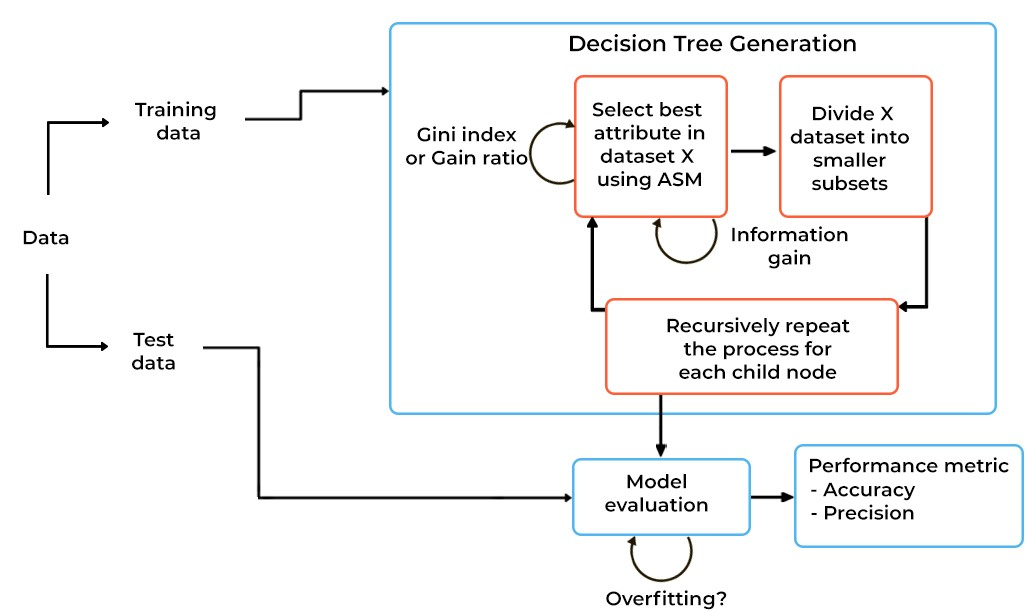 Decision Tree Generation
Training
data
Gini index
or Gain ratio
Select best
attribute in
dataset X
using ASM
Divide X
dataset into
smaller
subsets
Data
Information
gain
Recursively repeat
the process for
each child node
Test
data
Model
evaluation
Performance metric
- Accuracy
- Precision
Overfitting?